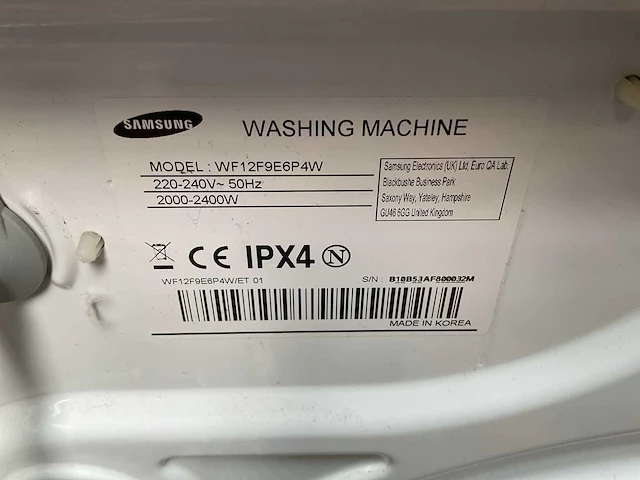 SAMSUNG
WASHING MACHINE
MODEL : WF12F9E6P4W
220-240V~ 50Hz
2000-2400W
Samsung Electronics (UK) Ltd, Euro QA Lab.
Blackbushe Business Park
Saxony Way, Yateley, Hampshire
GU46 6GG United Kingdom
CE IPX4 N
WF12F9E6P4W/ET 01
S/N : B10B53AF800032M
MADE IN KOREA